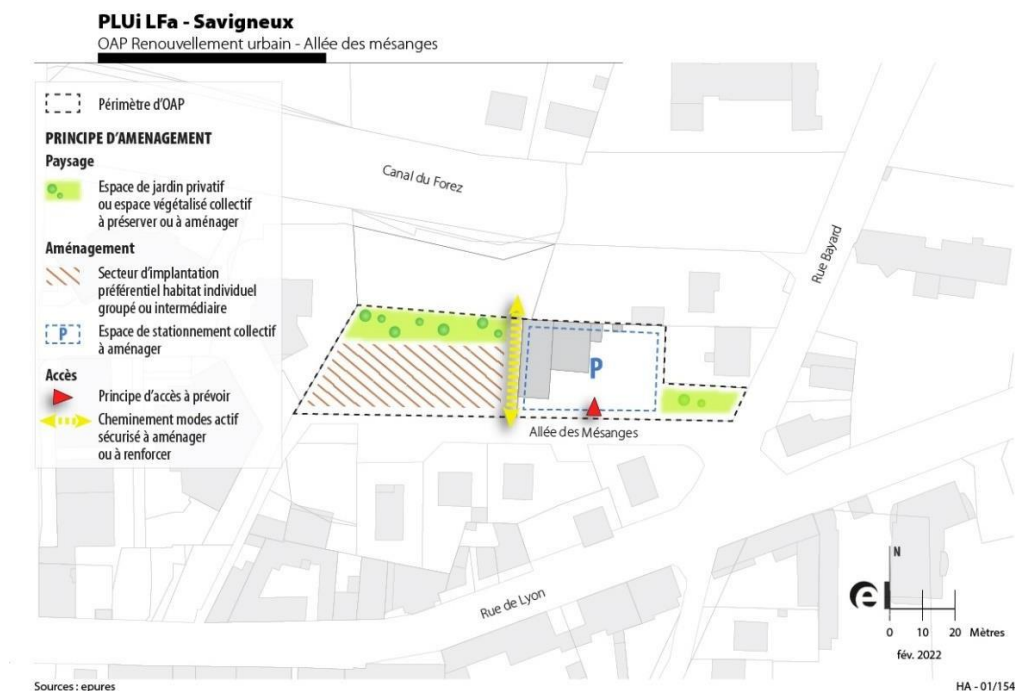 PLUi LFa - Savigneux
OAP Renouvellement urbain - Allée des mésanges
Périmètre d'OAP
PRINCIPE D'AMENAGEMENT
Paysage
Espace de jardin privatif
ou espace végétalisé collectif
à préserver ou à aménager
Aménagement
Secteur d'implantation
préférentiel habitat individuel
groupé ou intermédiaire
P
Espace de stationnement collectif
à aménager
Accès
Principe d'accès à prévoir
Cheminement modes actif
sécurisé à aménager
ou à renforcer
Canal du Forez
Rue Bayard
P
Allée des Mésanges
Rue de Lyon
N
0 10 20 Mètres
fév. 2022
Sources : epures
HA - 01/154